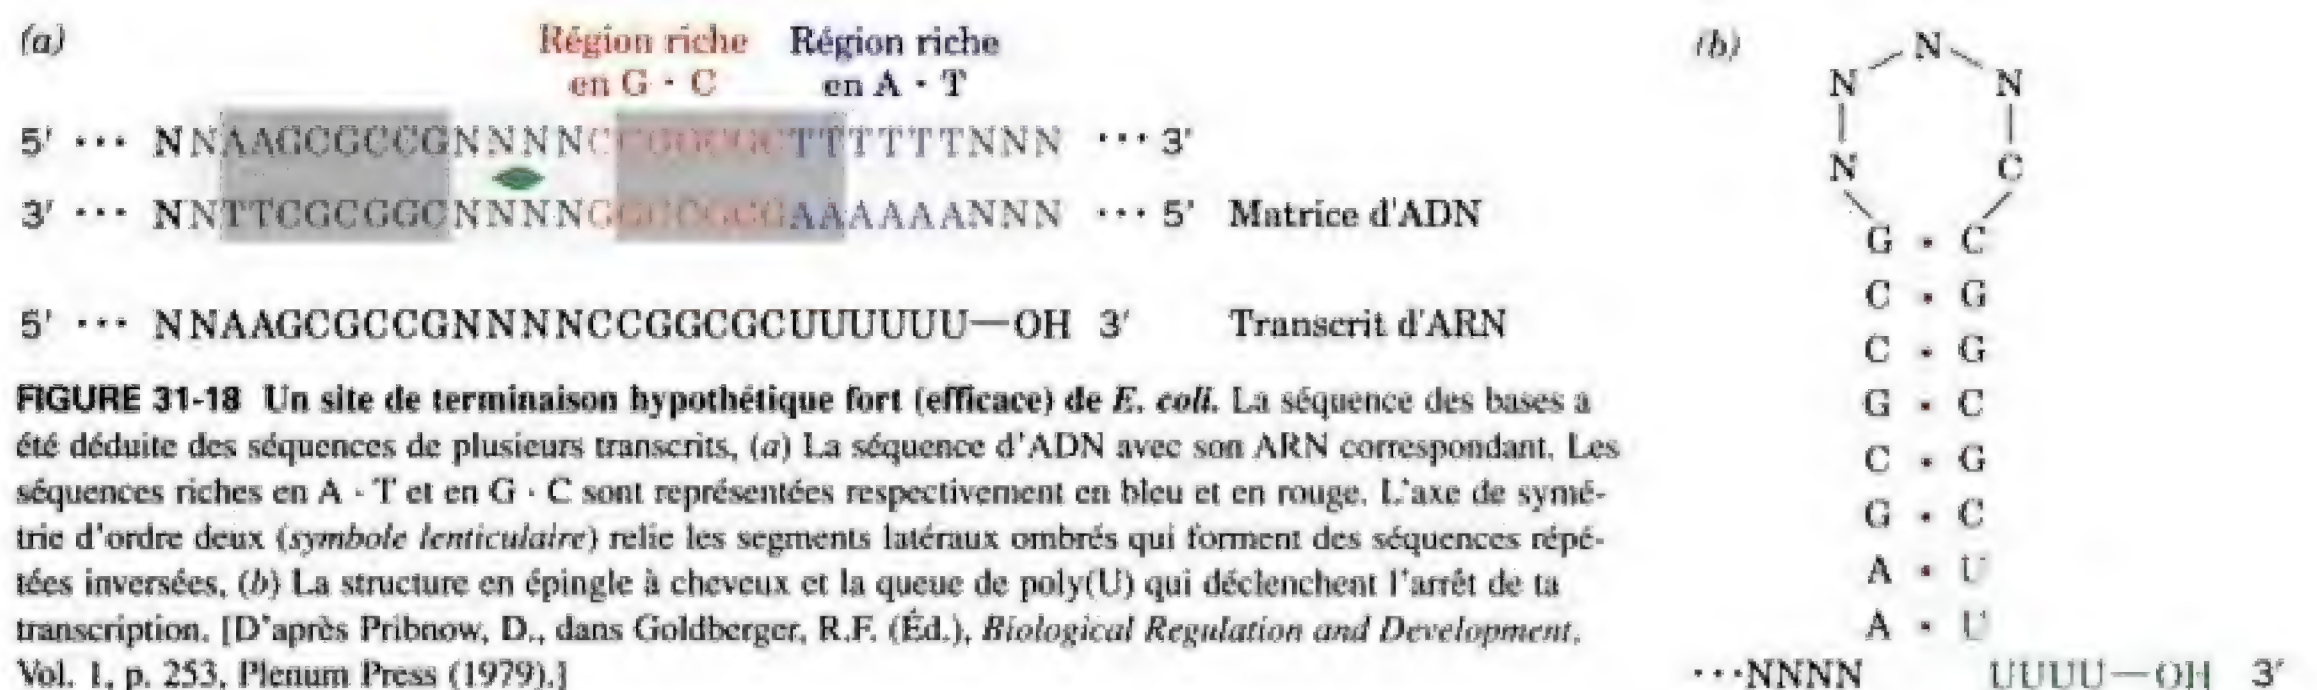 (a)
Région riche en G · C
Région riche en A · T
5' ··· NNAAGCGCCGNNNNCCGGCGCTTTTTTNNN ··· 3'
3' ··· NNTTCGCGGCNNNNGGCCGCGAAAAAANNN ··· 5' Matrice d'ADN
5' ··· NNAAGCGCCGNNNNCCGGCGCUUUUUU—OH 3' Transcrit d'ARN
FIGURE 31-18 Un site de terminaison hypothétique fort (efficace) de E. coli. La séquence des bases a
été déduite des séquences de plusieurs transcrits, (a) La séquence d'ADN avec son ARN correspondant. Les
séquences riches en A · T et en G · C sont représentées respectivement en bleu et en rouge. L'axe de symé-
trie d'ordre deux (symbole lenticulaire) relie les segments latéraux ombrés qui forment des séquences répé-
tées inversées, (b) La structure en épingle à cheveux et la queue de poly(U) qui déclenchent l'arrêt de ta
transcription. [D'après Pribnow, D., dans Goldberger, R.F. (Éd.), Biological Regulation and Development,
Vol. 1, p. 253, Plenum Press (1979).]
(b)
N
N N
N C
G · C
C · G
C · G
G · C
C · G
G · C
A · U
A · U
···NNNN UUUU—OH 3'